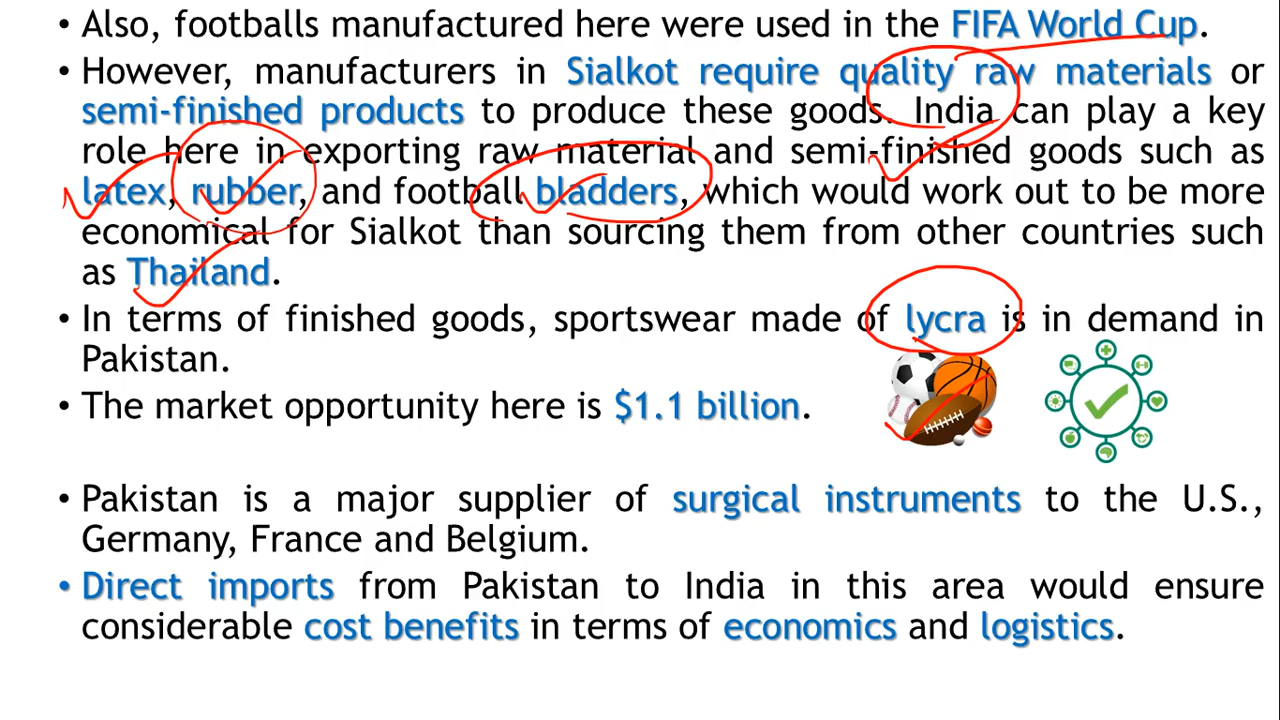 • Also, footballs manufactured here were used in the FIFA World Cup.
• However, manufacturers in Sialkot require quality raw materials or
semi-finished products to produce these goods. India can play a key
role here in exporting raw material and semi-finished goods such as
latex, rubber, and football bladders, which would work out to be more
economical for Sialkot than sourcing them from other countries such
as Thailand.
• In terms of finished goods, sportswear made of lycra is in demand in
Pakistan.
• The market opportunity here is $1.1 billion.
• Pakistan is a major supplier of surgical instruments to the U.S.,
Germany, France and Belgium.
• Direct imports from Pakistan to India in this area would ensure
considerable cost benefits in terms of economics and logistics.